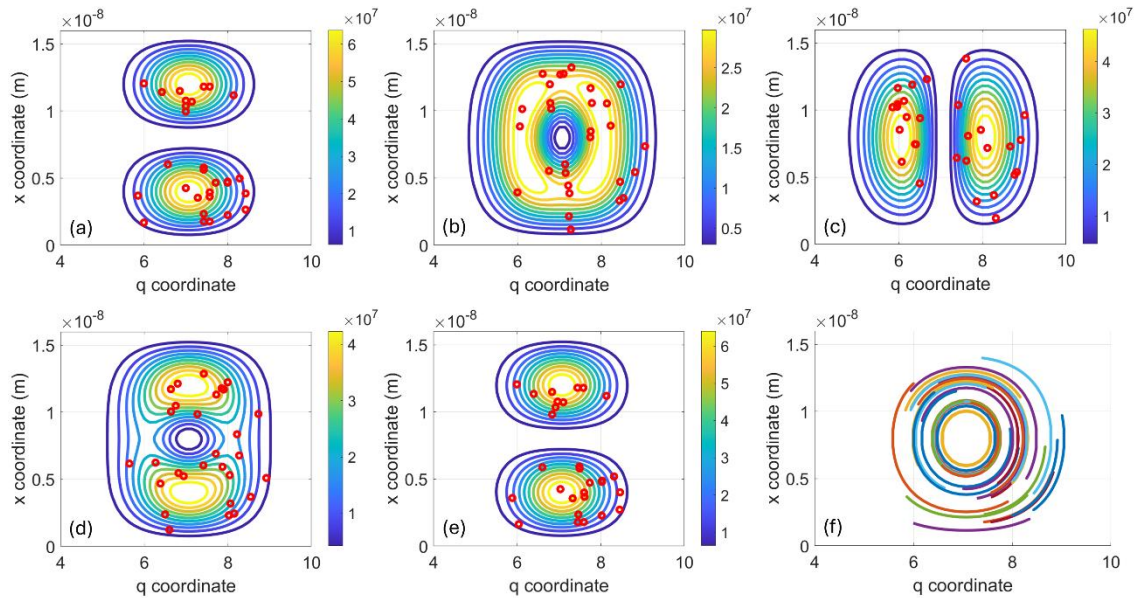 ×10⁻⁸ ×10⁷ ×10⁻⁸ ×10⁷ ×10⁻⁸ ×10⁷
1.5 6 1.5 2.5 1.5 4
x coordinate (m) 1 5 x coordinate (m) 1 2 x coordinate (m) 1 3
4 1.5 2
0.5 3 0.5 1 0.5
2 1
(a) 1 (b) 0.5 (c)
0 0 0
4 6 8 10 4 6 8 10 4 6 8 10
q coordinate q coordinate q coordinate
×10⁻⁸ ×10⁷ ×10⁻⁸ ×10⁷ ×10⁻⁸
1.5 4 1.5 6 1.5
x coordinate (m) 1 3 x coordinate (m) 1 5 x coordinate (m) 1
2 4
0.5 0.5 3 0.5
1 2
(d) (e) 1 (f)
0 0 0
4 6 8 10 4 6 8 10 4 6 8 10
q coordinate q coordinate q coordinate